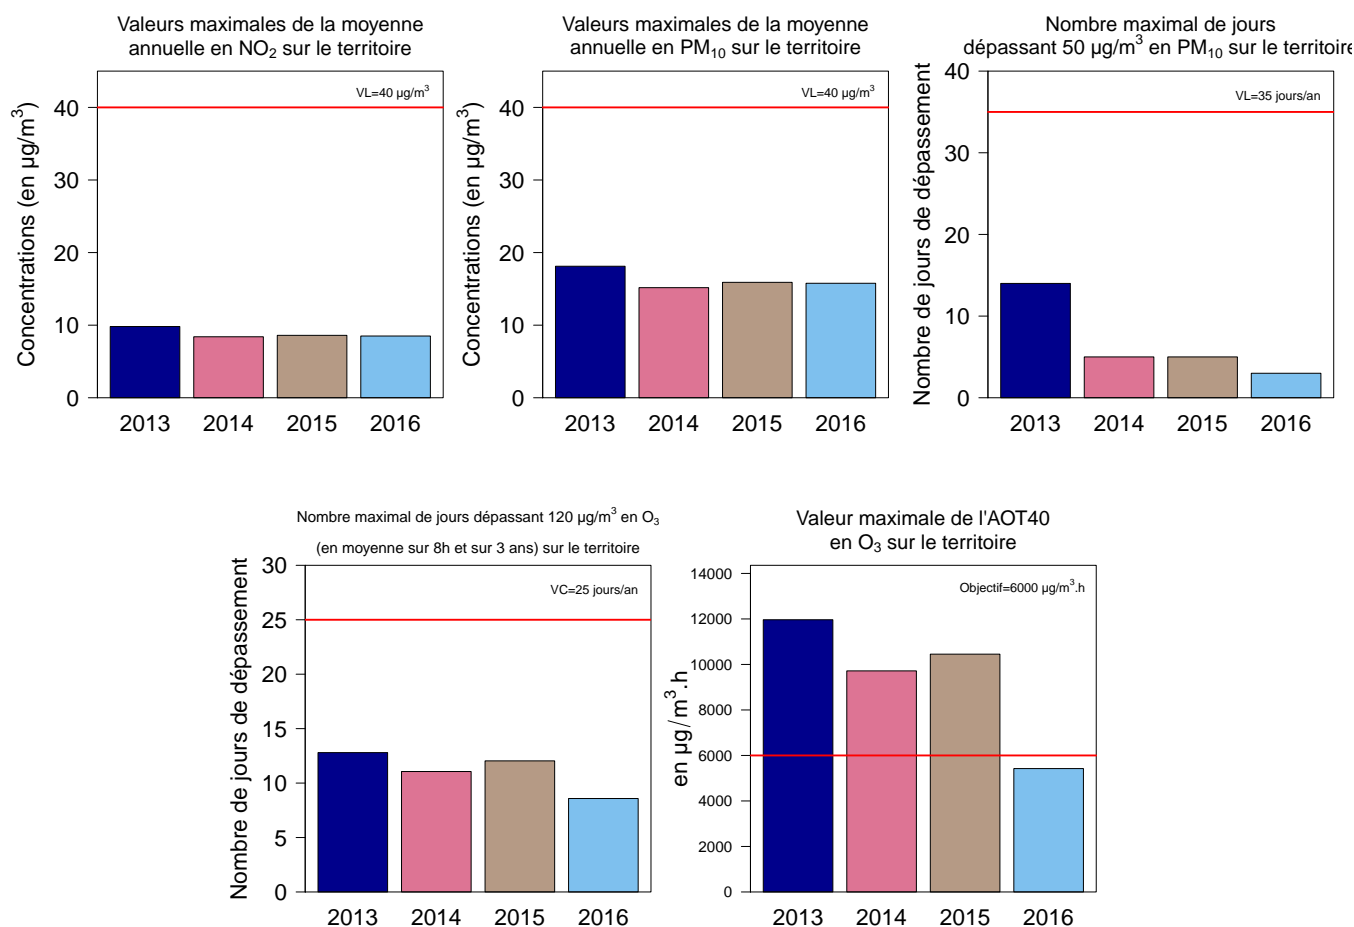 Valeurs maximales de la moyenne
annuelle en NO₂ sur le territoire
VL=40 µg/m³
Concentrations (en µg/m³)
40
30
20
10
0
2013 2014 2015 2016
Valeurs maximales de la moyenne
annuelle en PM₁₀ sur le territoire
VL=40 µg/m³
Concentrations (en µg/m³)
40
30
20
10
0
2013 2014 2015 2016
Nombre maximal de jours
dépassant 50 µg/m³ en PM₁₀ sur le territoire
VL=35 jours/an
Nombre de jours de dépassement
40
30
20
10
0
2013 2014 2015 2016
Nombre maximal de jours dépassant 120 µg/m³ en O₃
(en moyenne sur 8h et sur 3 ans) sur le territoire
VC=25 jours/an
Nombre de jours de dépassement
30
25
20
15
10
5
0
2013 2014 2015 2016
Valeur maximale de l'AOT40
en O₃ sur le territoire
Objectif=6000 µg/m³.h
en µg/m³.h
14000
12000
10000
8000
6000
4000
2000
0
2013 2014 2015 2016